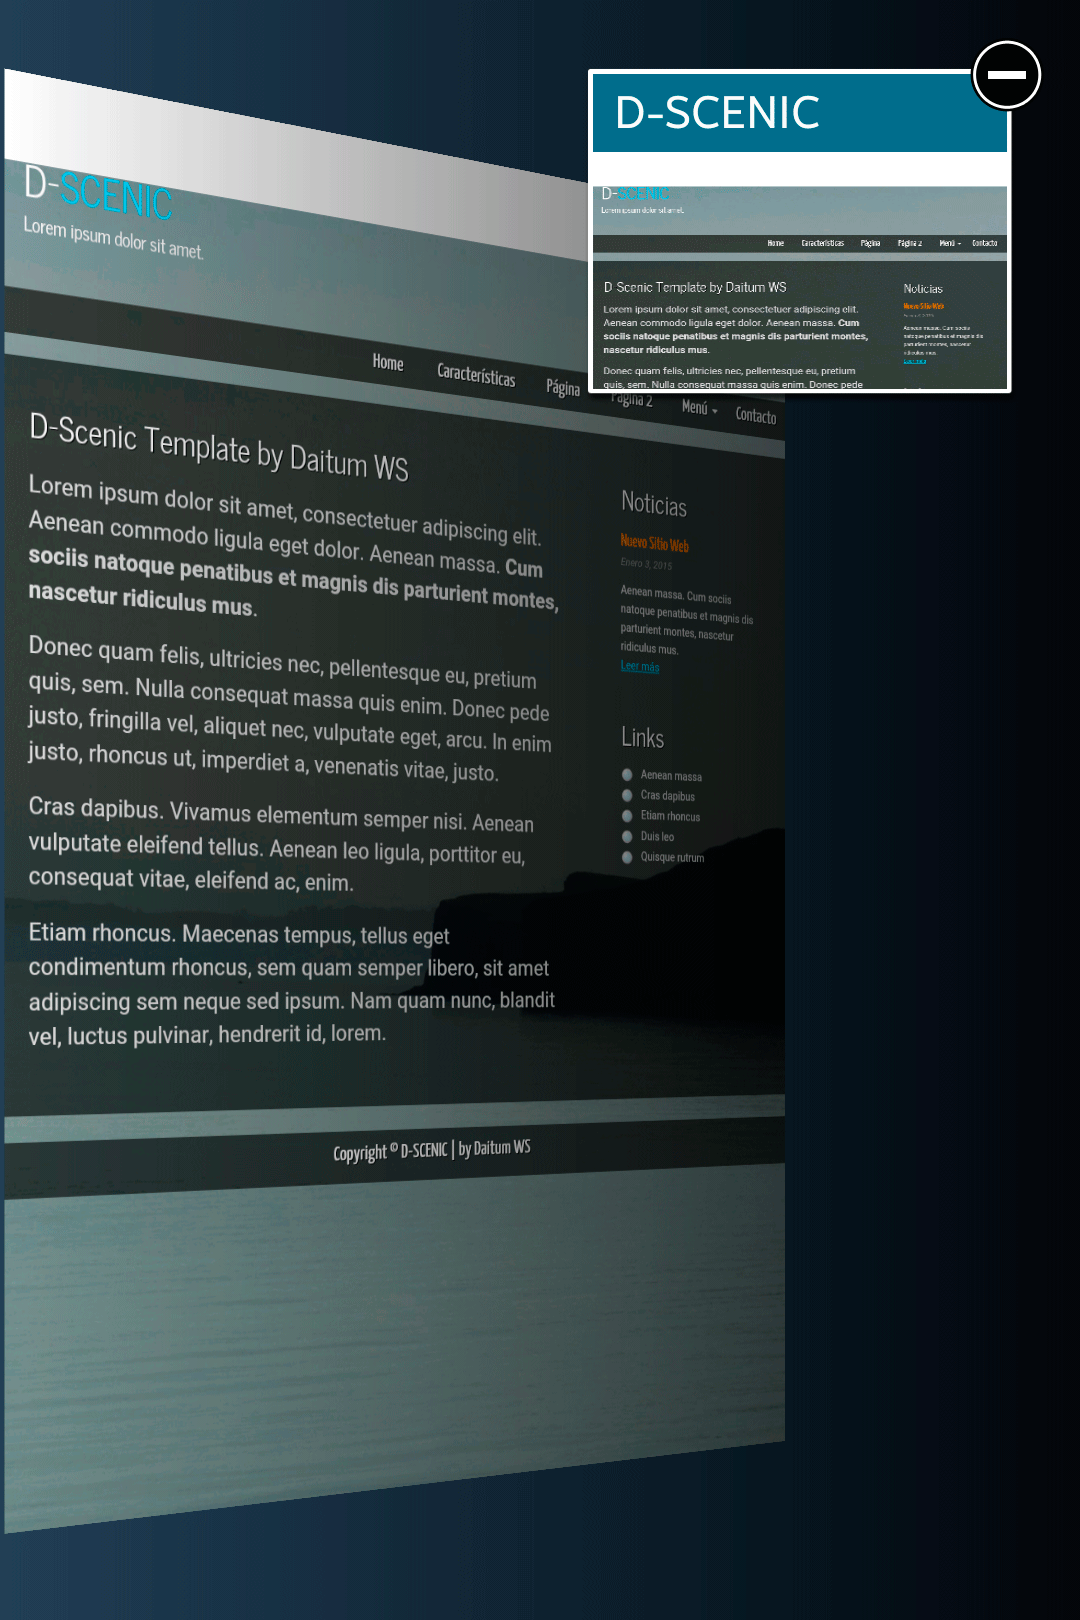 D-SCENIC
Lorem ipsum dolor sit amet.
Home Características Página Página 2 Menú Contacto
D-Scenic Template by Daitum WS
Lorem ipsum dolor sit amet, consectetuer adipiscing elit.
Aenean commodo ligula eget dolor. Aenean massa. Cum
sociis natoque penatibus et magnis dis parturient montes,
nascetur ridiculus mus.
Donec quam felis, ultricies nec, pellentesque eu, pretium
quis, sem. Nulla consequat massa quis enim. Donec pede
justo, fringilla vel, aliquet nec, vulputate eget, arcu. In enim
justo, rhoncus ut, imperdiet a, venenatis vitae, justo.
Cras dapibus. Vivamus elementum semper nisi. Aenean
vulputate eleifend tellus. Aenean leo ligula, porttitor eu,
consequat vitae, eleifend ac, enim.
Etiam rhoncus. Maecenas tempus, tellus eget
condimentum rhoncus, sem quam semper libero, sit amet
adipiscing sem neque sed ipsum. Nam quam nunc, blandit
vel, luctus pulvinar, hendrerit id, lorem.
Noticias
Nuevo Sitio Web
Enero 3, 2015
Aenean massa. Cum sociis
natoque penatibus et magnis dis
parturient montes, nascetur
ridiculus mus.
Leer más
Links
Aenean massa
Cras dapibus
Etiam rhoncus
Duis leo
Quisque rutrum
Copyright © D-SCENIC | by Daitum WS
D-SCENIC
D-SCENIC
Lorem ipsum dolor sit amet.
Home Características Página Página 2 Menú Contacto
D Scenic Template by Daitum WS
Lorem ipsum dolor sit amet, consectetuer adipiscing elit.
Aenean commodo ligula eget dolor. Aenean massa. Cum
sociis natoque penatibus et magnis dis parturient montes,
nascetur ridiculus mus.
Donec quam felis, ultricies nec, pellentesque eu, pretium
quis, sem. Nulla consequat massa quis enim. Donec pede
Noticias
Nuevo Sitio Web
Aenean massa. Cum sociis
natoque penatibus et magnis dis
parturient montes, nascetur
ridiculus mus.
Leer más